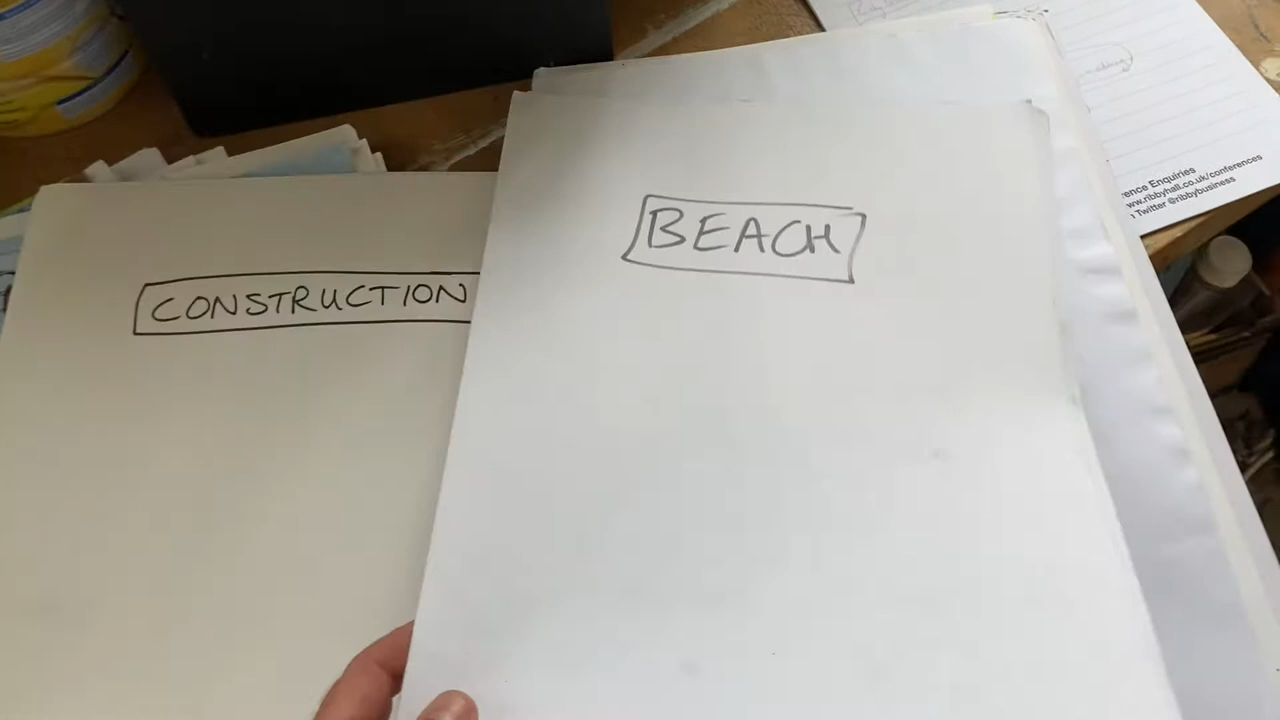 CONSTRUCTION
BEACH
rence Enquiries
ww.ribbyhall.co.uk/conferences
Twitter @ribbybusiness